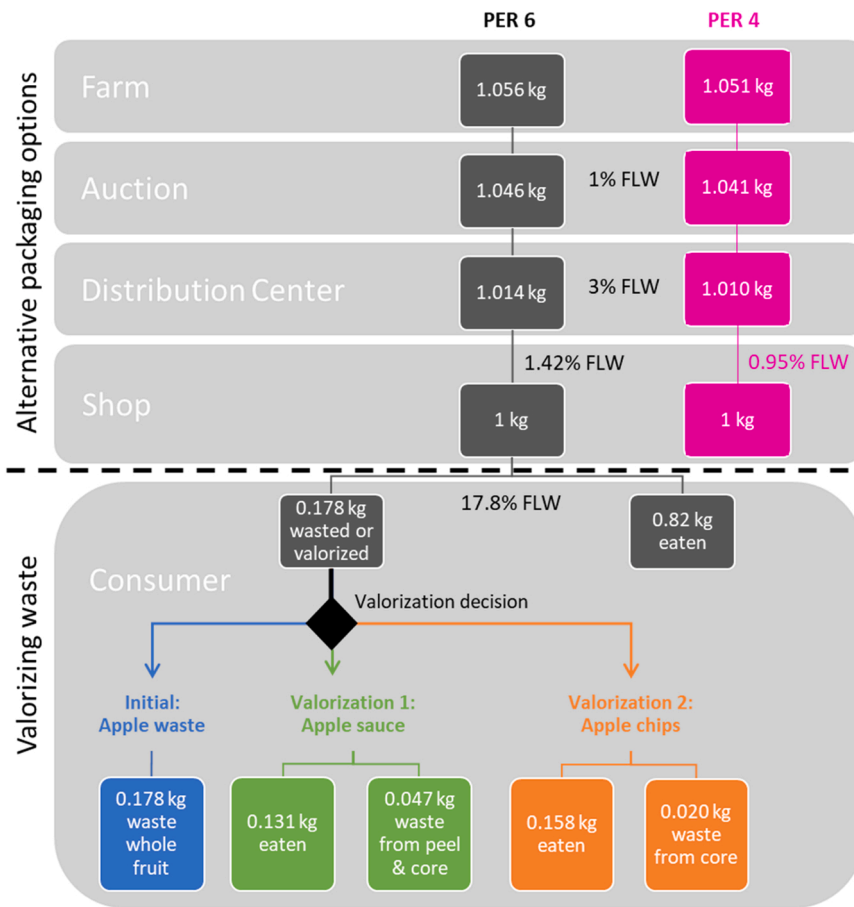 PER 6
PER 4
Alternative packaging options
Farm
1.056 kg
1.051 kg
Auction
1.046 kg
1% FLW
1.041 kg
Distribution Center
1.014 kg
3% FLW
1.010 kg
1.42% FLW
0.95% FLW
Shop
1 kg
1 kg
Valorizing waste
0.178 kg
wasted or
valorized
17.8% FLW
0.82 kg
eaten
Consumer
Valorization decision
Initial:
Apple waste
Valorization 1:
Apple sauce
Valorization 2:
Apple chips
0.178 kg
waste
whole
fruit
0.131 kg
eaten
0.047 kg
waste
from peel
& core
0.158 kg
eaten
0.020 kg
waste
from core